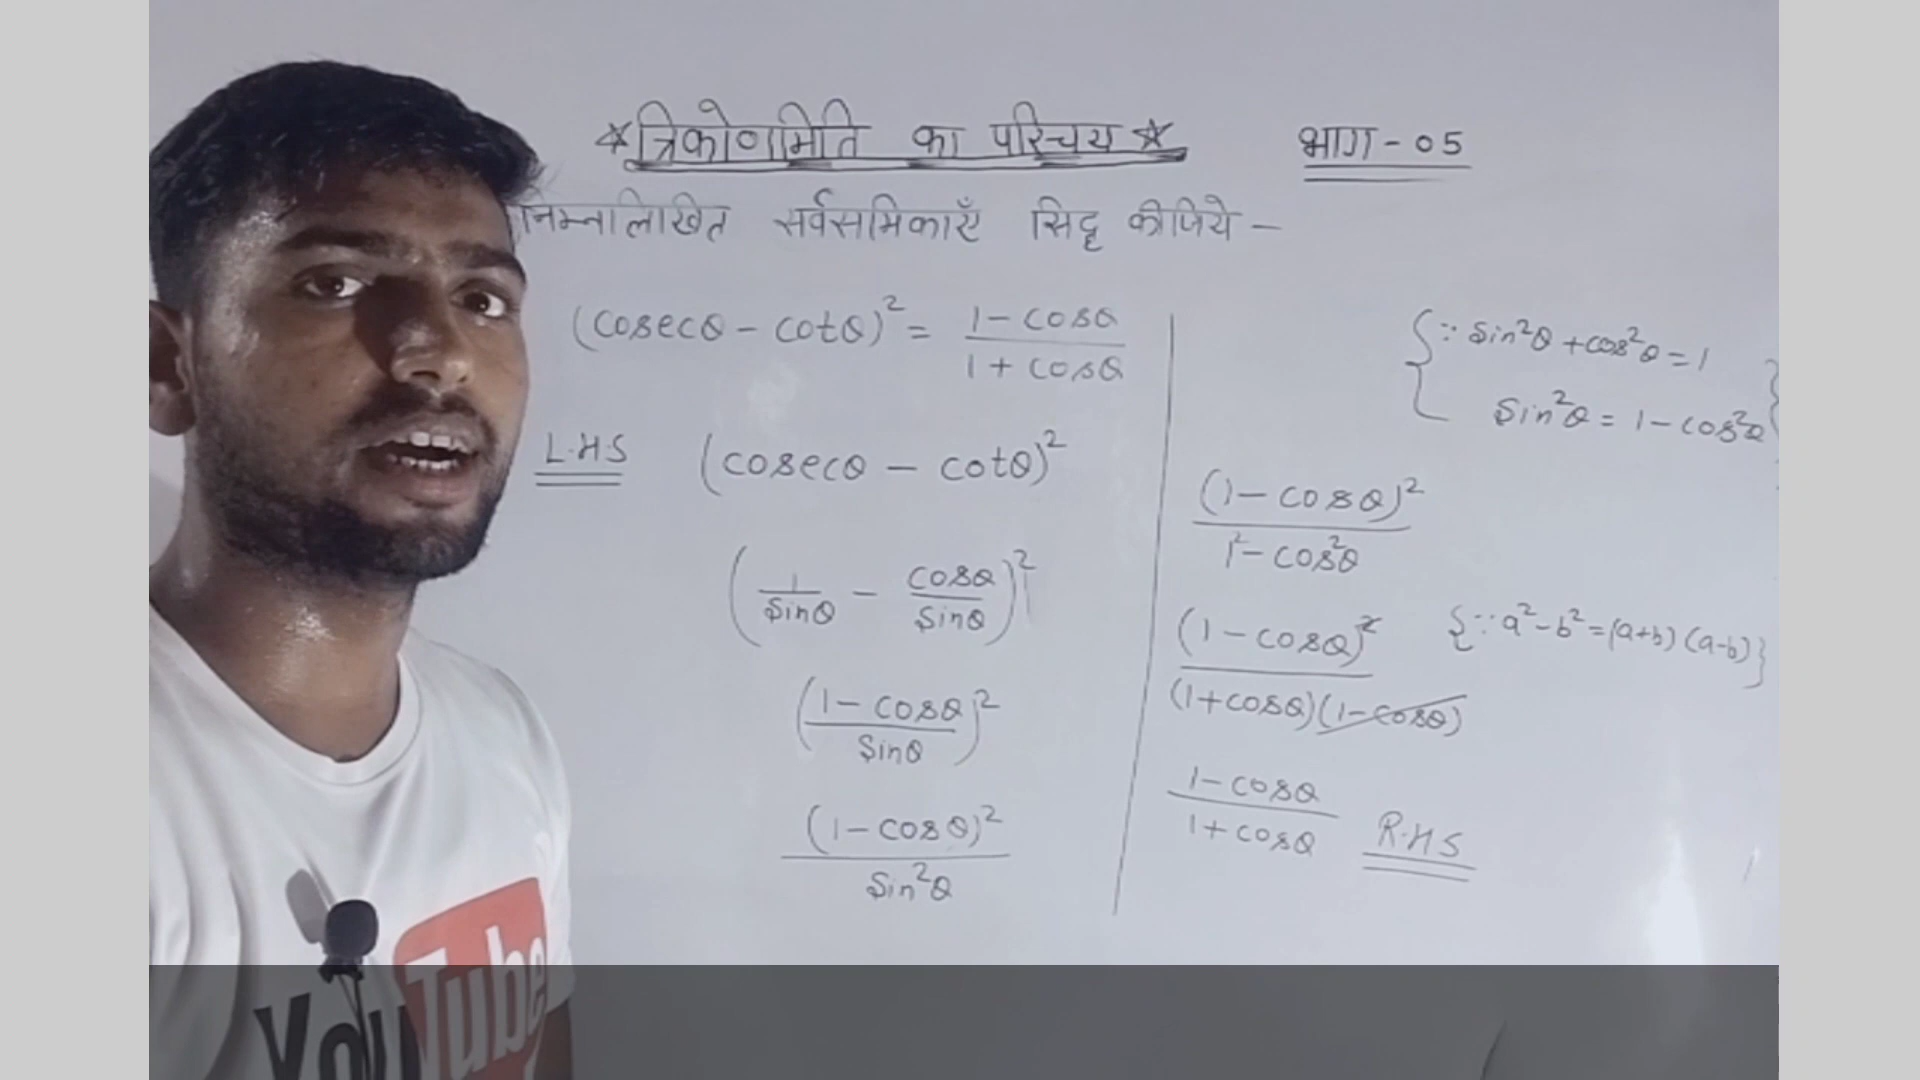 *त्रिकोणमिति का परिचय* भाग-05
निम्नलिखित सर्वसमिकाएँ सिद्ध कीजिये -
(cosecθ - cotθ)² = (1 - cosθ)/(1 + cosθ)
L.H.S (cosecθ - cotθ)²
(1/sinθ - cosθ/sinθ)²
((1 - cosθ)/sinθ)²
(1 - cosθ)²/sin²θ
{∵ sin²θ + cos²θ = 1
sin²θ = 1 - cos²θ}
(1 - cosθ)²/(1² - cos²θ)
(1 - cosθ)²/(1 + cosθ)(1 - cosθ) {∵ a² - b² = (a+b)(a-b)}
(1 - cosθ)/(1 + cosθ) R.H.S
YouTube